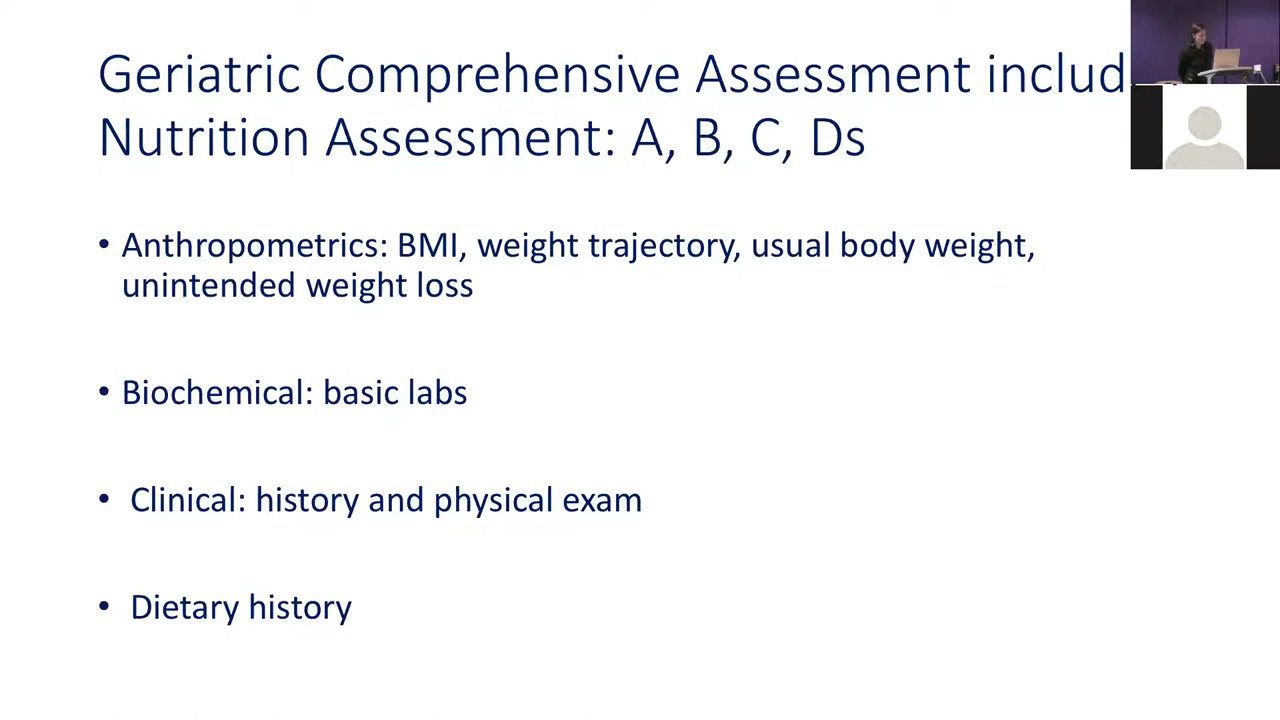 Geriatric Comprehensive Assessment includ
Nutrition Assessment: A, B, C, Ds
• Anthropometrics: BMI, weight trajectory, usual body weight,
unintended weight loss
• Biochemical: basic labs
• Clinical: history and physical exam
• Dietary history